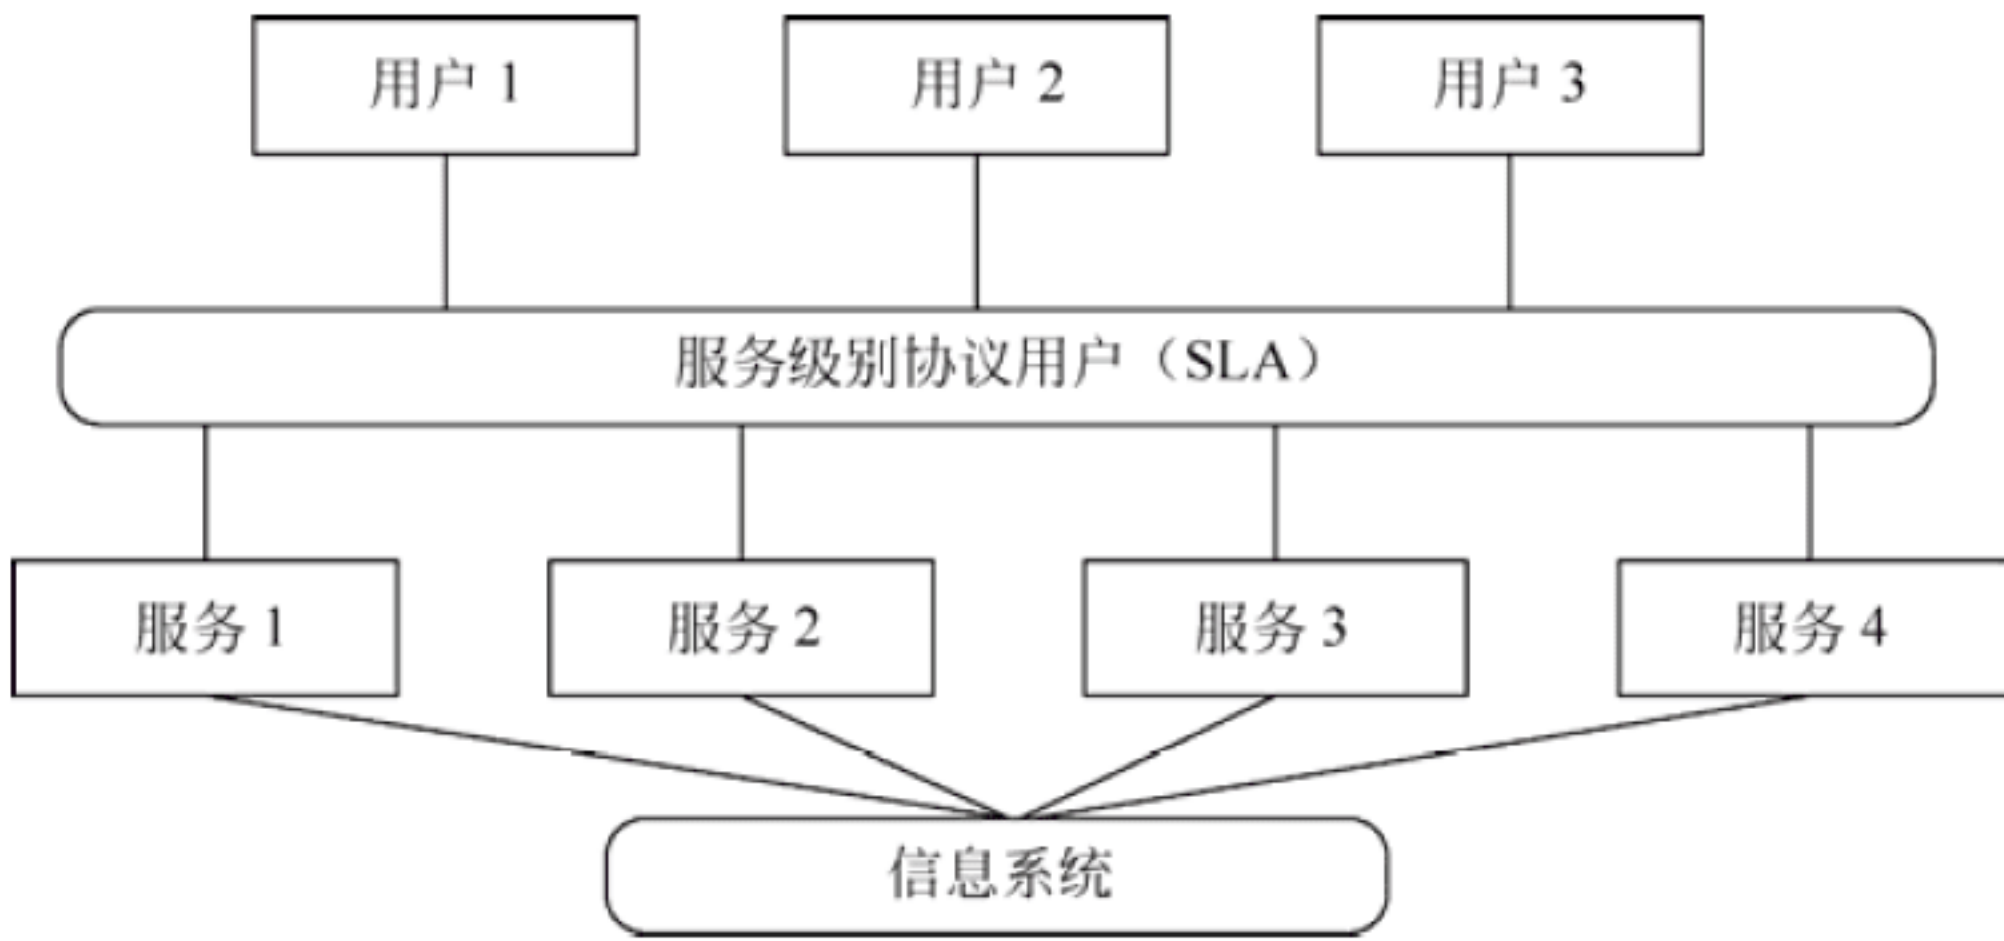 用户 1
用户 2
用户 3
服务级别协议用户（SLA）
服务 1
服务 2
服务 3
服务 4
信息系统